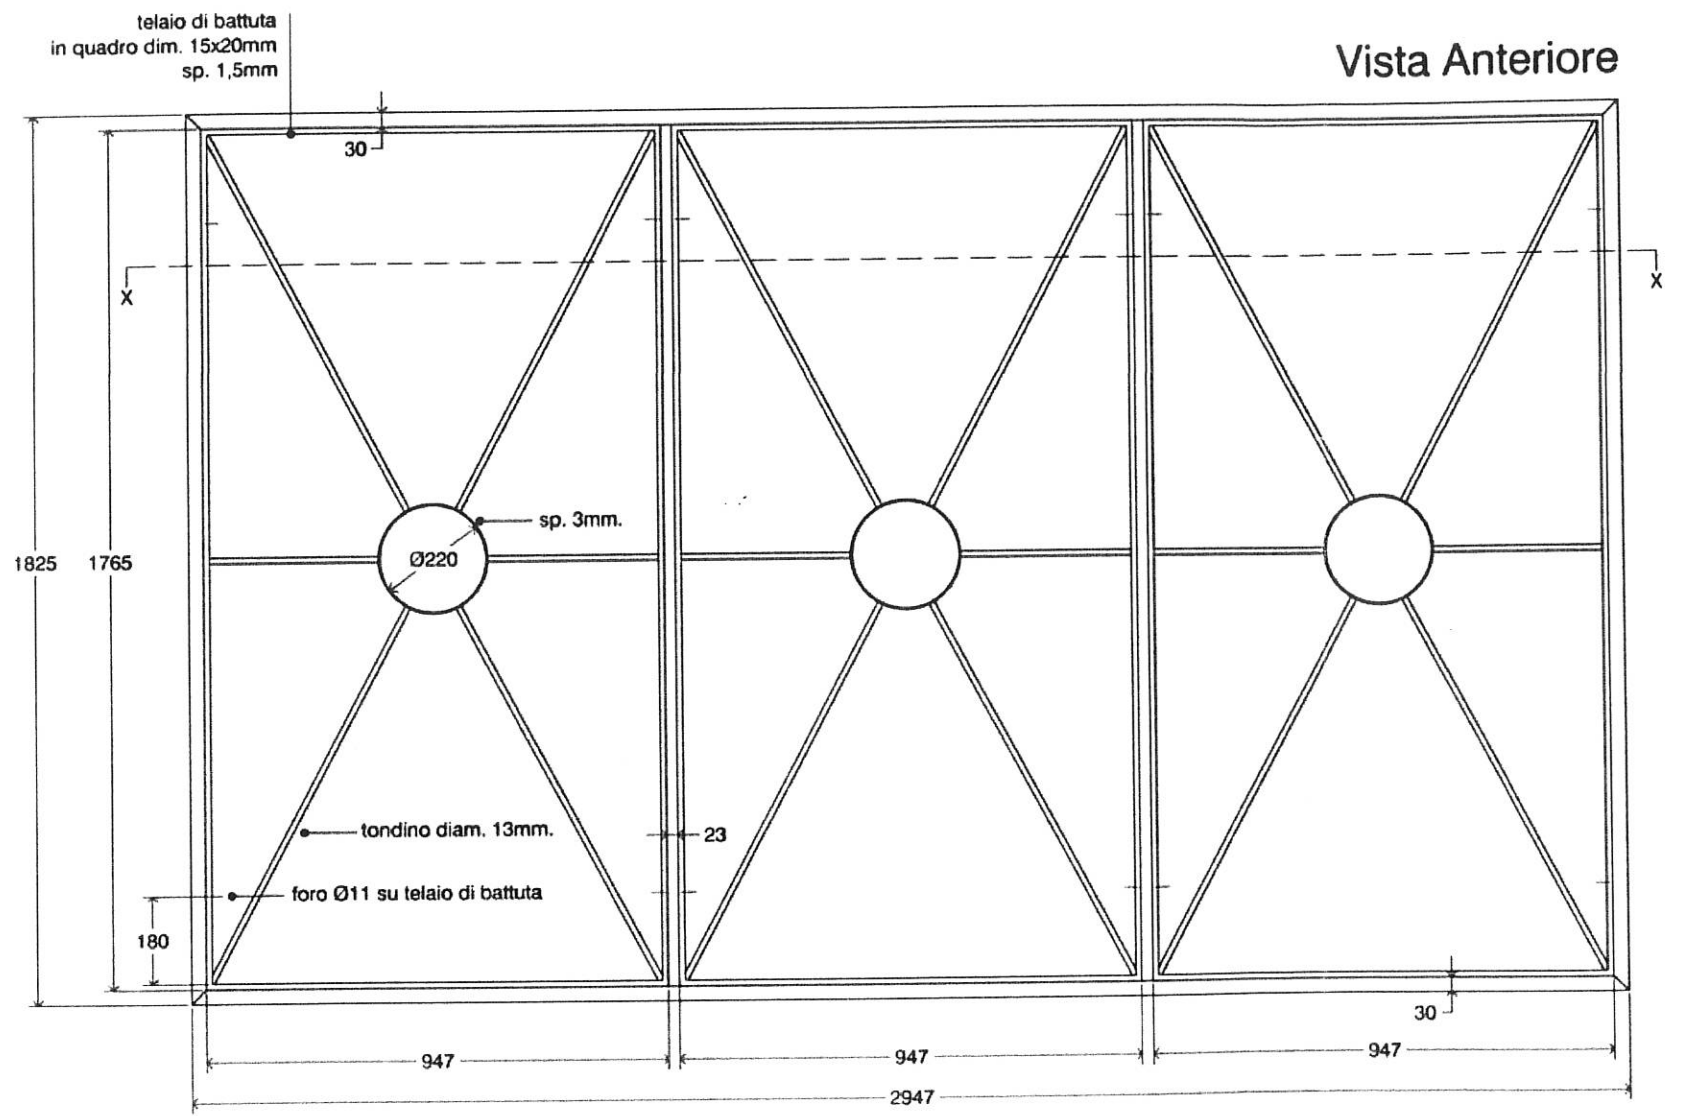 telaio di battuta
in quadro dim. 15x20mm
sp. 1,5mm
Vista Anteriore
30
X
X
sp. 3mm.
Ø220
1825
1765
tondino diam. 13mm.
23
foro Ø11 su telaio di battuta
180
30
947
947
947
2947